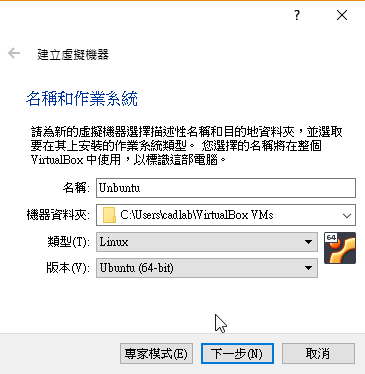 ?
建立虛擬機器
名稱和作業系統
請為新的虛擬機器選擇描述性名稱和目的地資料夾，並選取
要在其上安裝的作業系統類型。 您選擇的名稱將在整個
VirtualBox 中使用，以標識這部電腦。
名稱: Unbuntu
機器資料夾: C:\Users\cadlab\VirtualBox VMs
類型(T): Linux
64
版本(V): Ubuntu (64-bit)
專家模式(E) 下一步(N) 取消